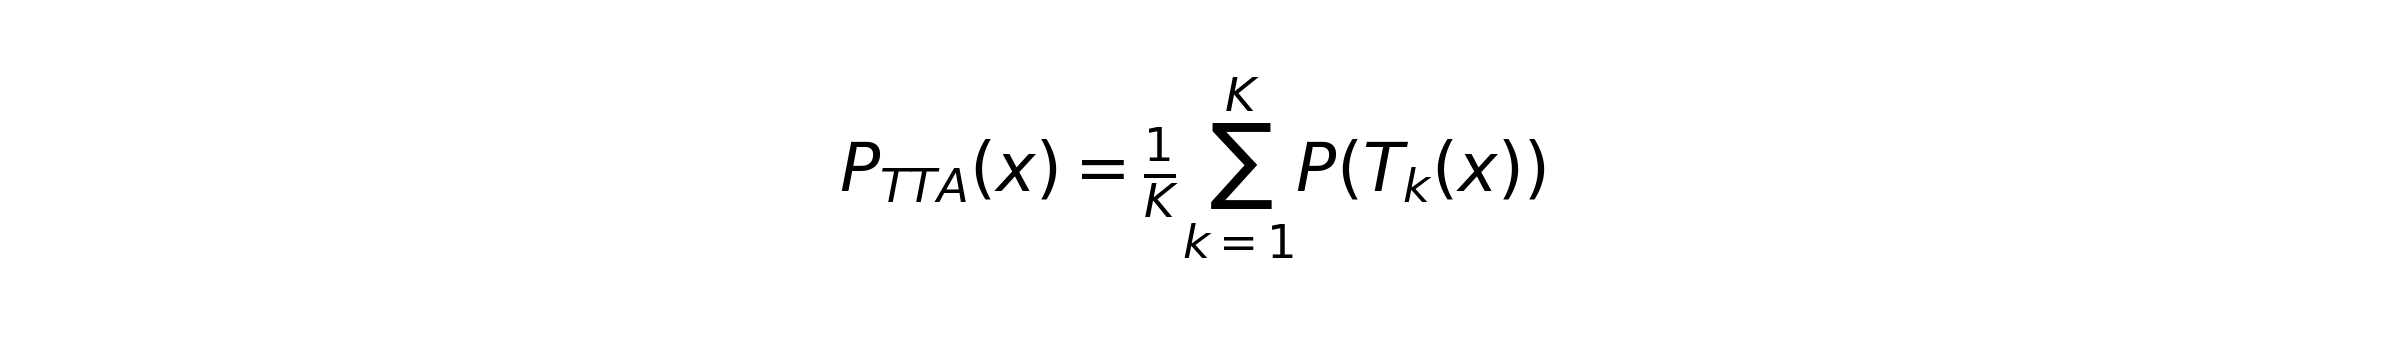 P_{TTA}(x) = \frac{1}{K} \sum_{k=1}^{K} P(T_k(x))